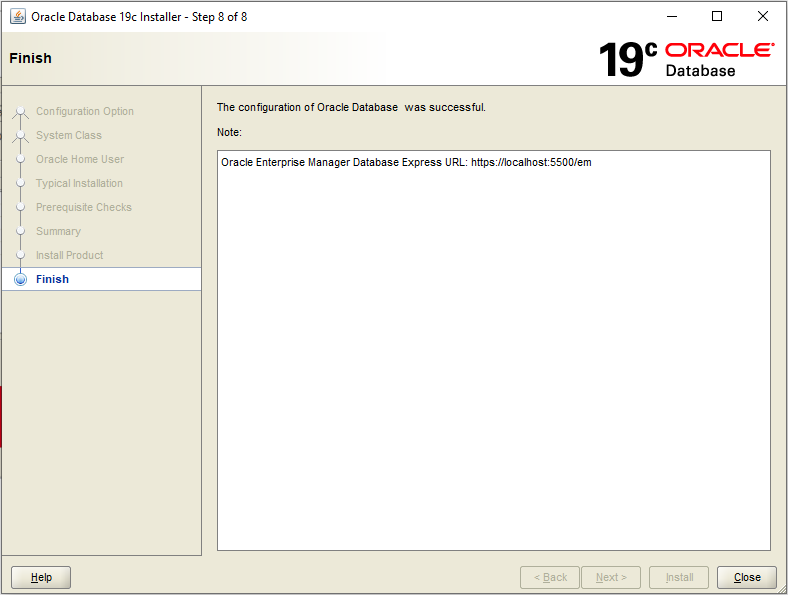 Oracle Database 19c Installer - Step 8 of 8
Finish
19c ORACLE
Database
Configuration Option
System Class
Oracle Home User
Typical Installation
Prerequisite Checks
Summary
Install Product
Finish
The configuration of Oracle Database was successful.
Note:
Oracle Enterprise Manager Database Express URL: https://localhost:5500/em
Help
< Back
Next >
Install
Close